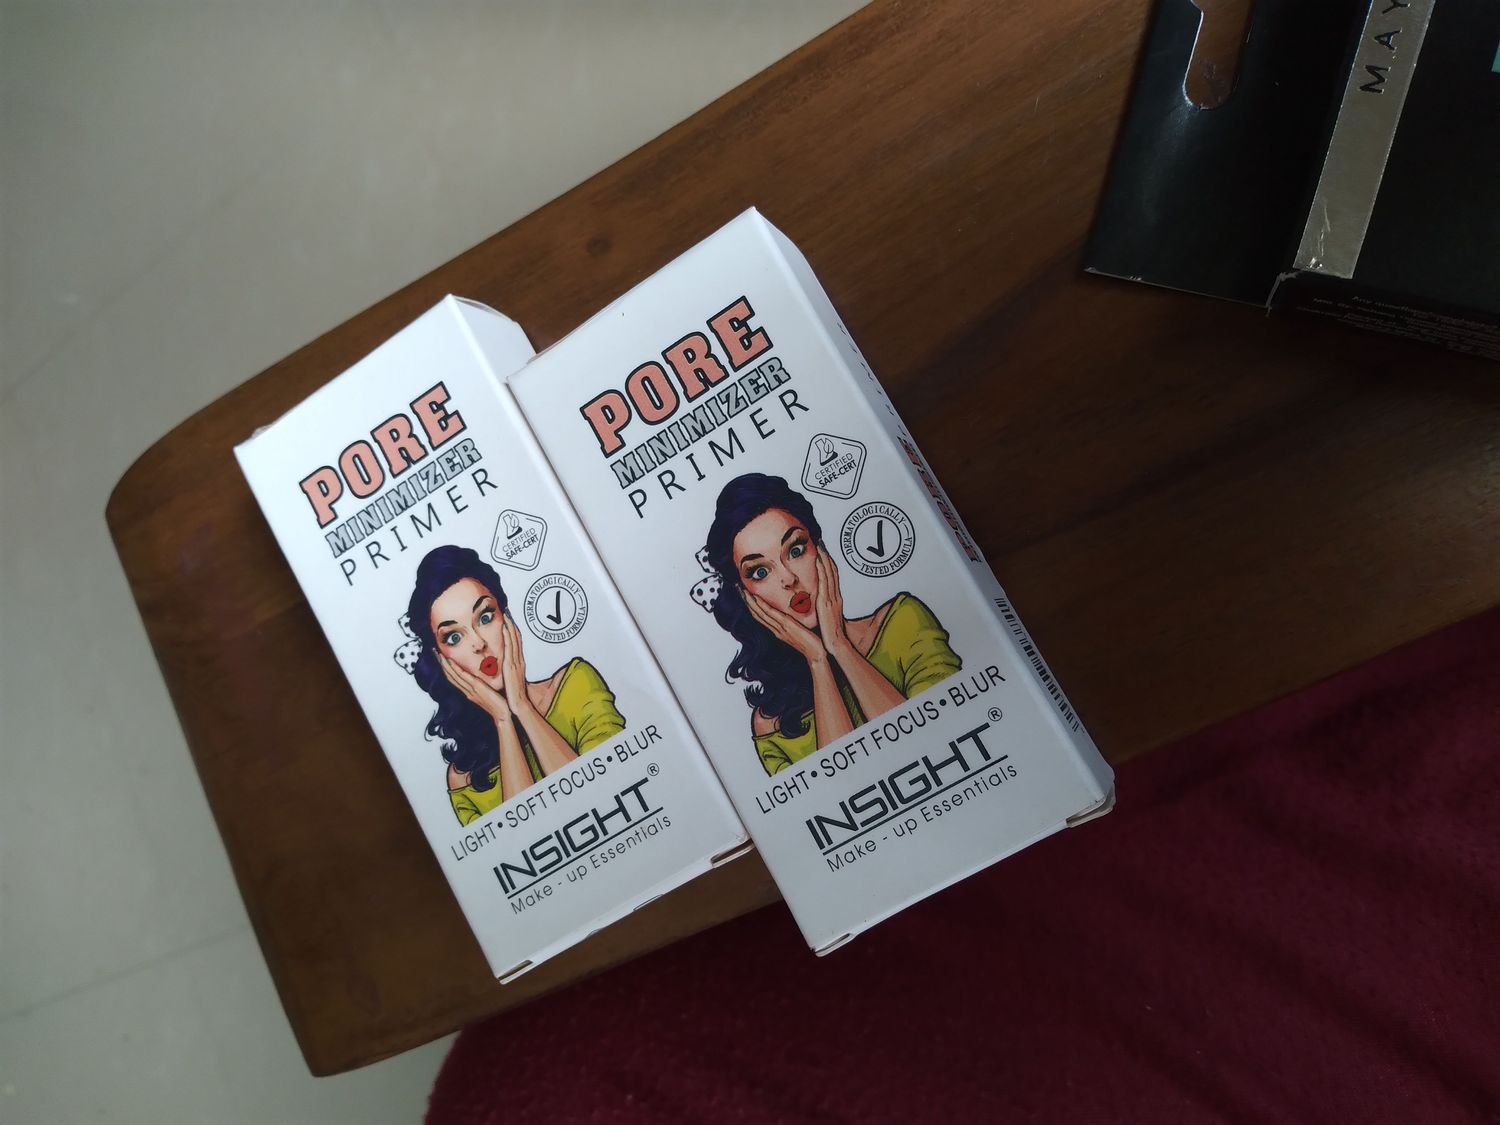 PORE
MINIMIZER
PRIMER
CERTIFIED
SAFE-CERT
DERMATOLOGICALLY
TESTED FORMULA
LIGHT • SOFT FOCUS • BLUR
INSIGHT®
Make - up Essentials
PORE
MINIMIZER
PRIMER
CERTIFIED
SAFE-CERT
DERMATOLOGICALLY
TESTED FORMULA
LIGHT • SOFT FOCUS • BLUR
INSIGHT®
Make - up Essentials
MAY